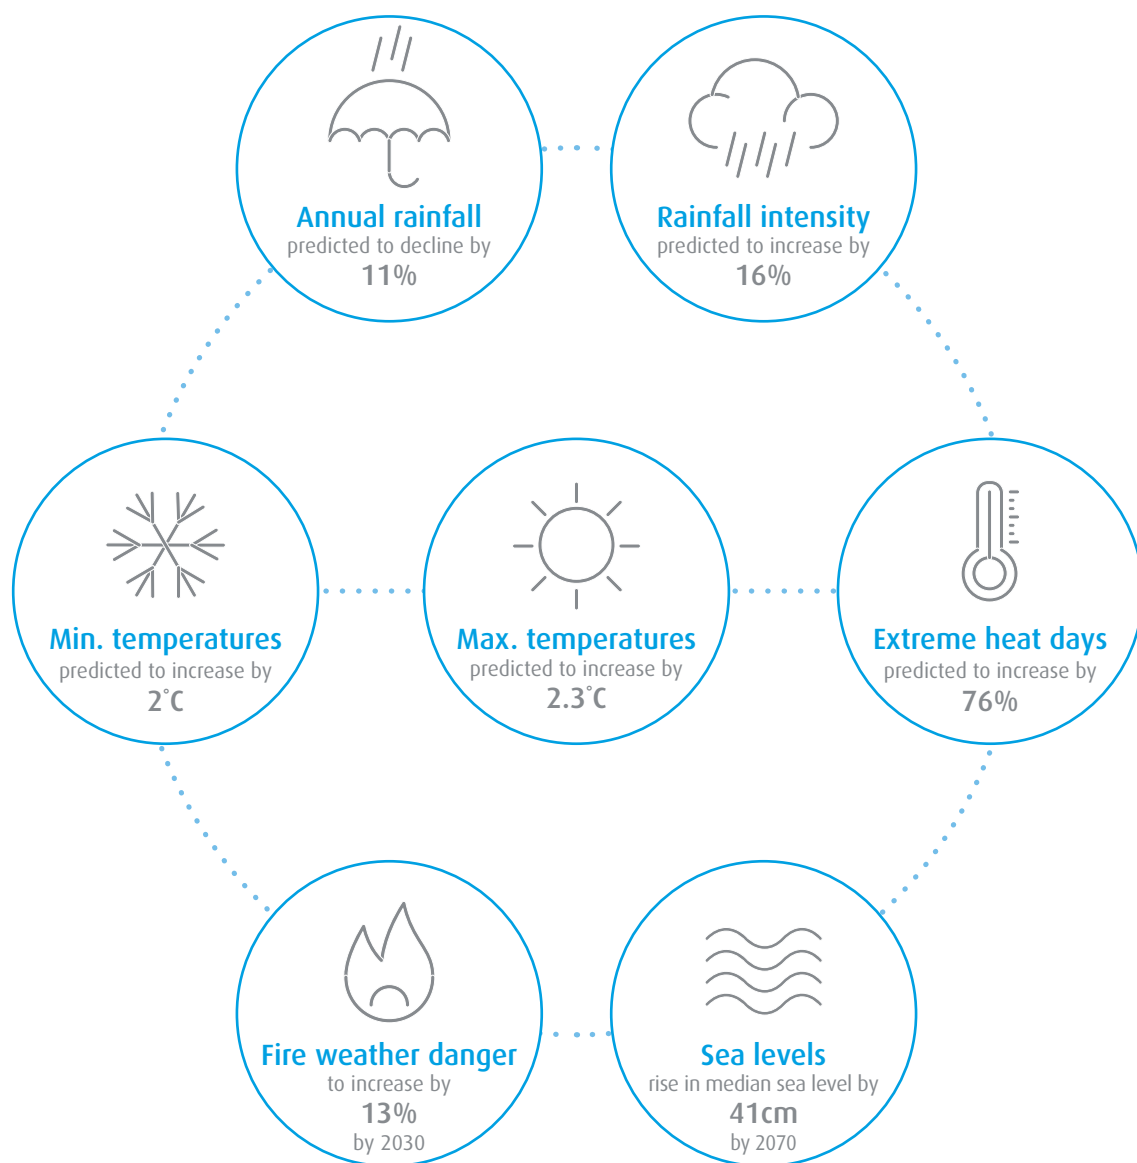 Annual rainfall
predicted to decline by
11%
Rainfall intensity
predicted to increase by
16%
Min. temperatures
predicted to increase by
2°C
Max. temperatures
predicted to increase by
2.3°C
Extreme heat days
predicted to increase by
76%
Fire weather danger
to increase by
13%
by 2030
Sea levels
rise in median sea level by
41cm
by 2070